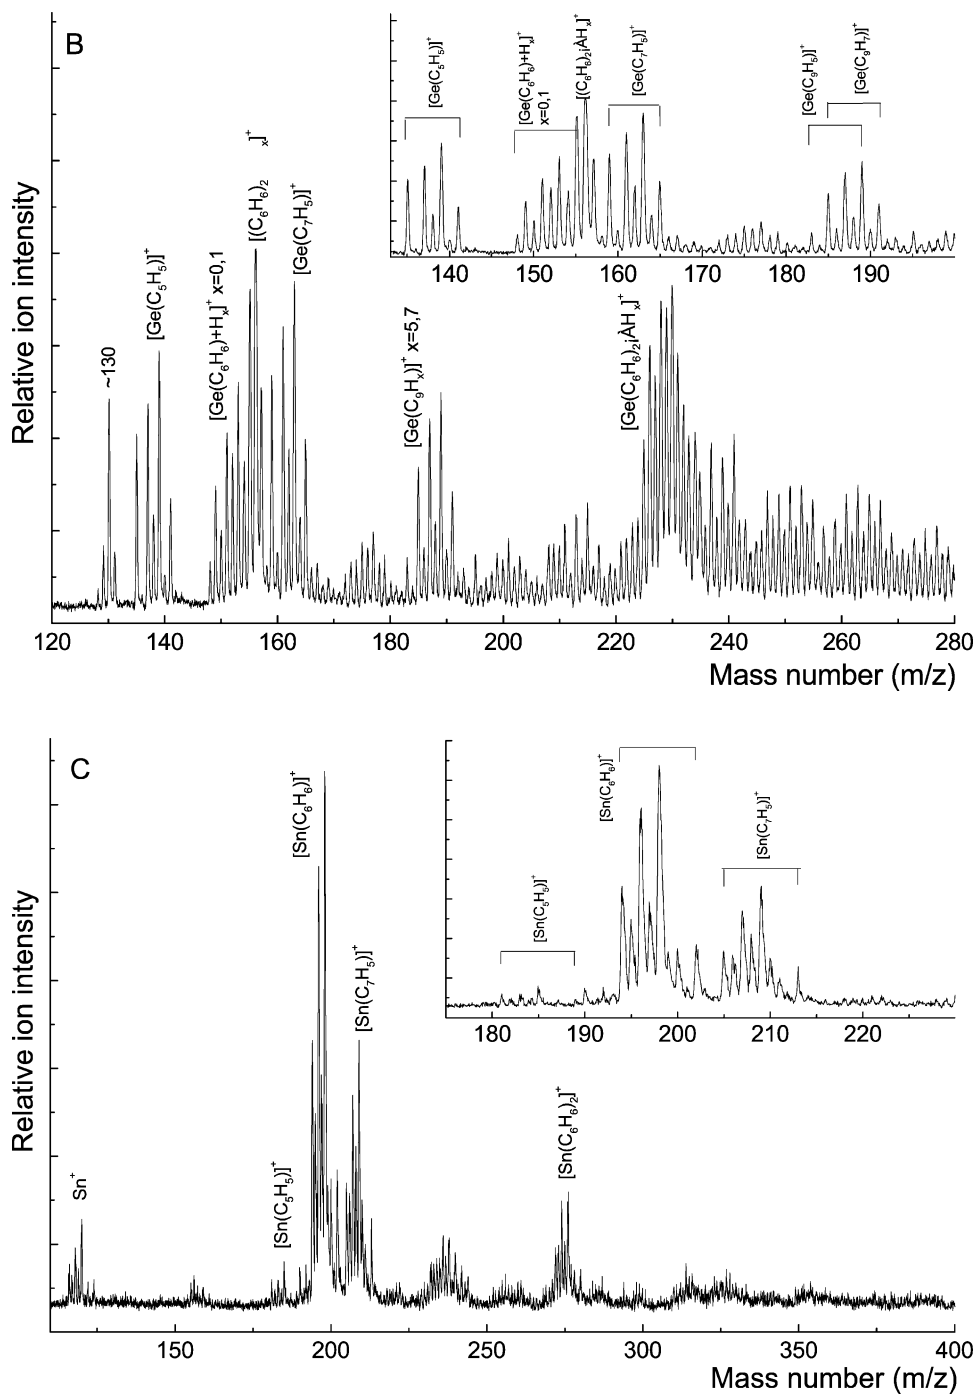 B
Relative ion intensity
~130
[Ge(C5H5)]+
[Ge(C6H6)+Hx]+ x=0,1
[(C6H6)2
x]+
[Ge(C7H5)]+
[Ge(C9Hx)]+ x=5,7
[Ge(C6H6)2¡ÀHx]+
120 140 160 180 200 220 240 260 280
Mass number (m/z)
[Ge(C5H5)]+
[Ge(C6H6)+Hx]+
x=0,1
[(C6H6)2¡ÀHx]+
[Ge(C7H5)]+
[Ge(C9H5)]+
[Ge(C9H7)]+
140 150 160 170 180 190
C
Relative ion intensity
Sn+
[Sn(C5H5)]+
[Sn(C6H6)]+
[Sn(C7H5)]+
[Sn(C6H6)2]+
150 200 250 300 350 400
Mass number (m/z)
[Sn(C5H5)]+
[Sn(C6H6)]+
[Sn(C7H5)]+
180 190 200 210 220